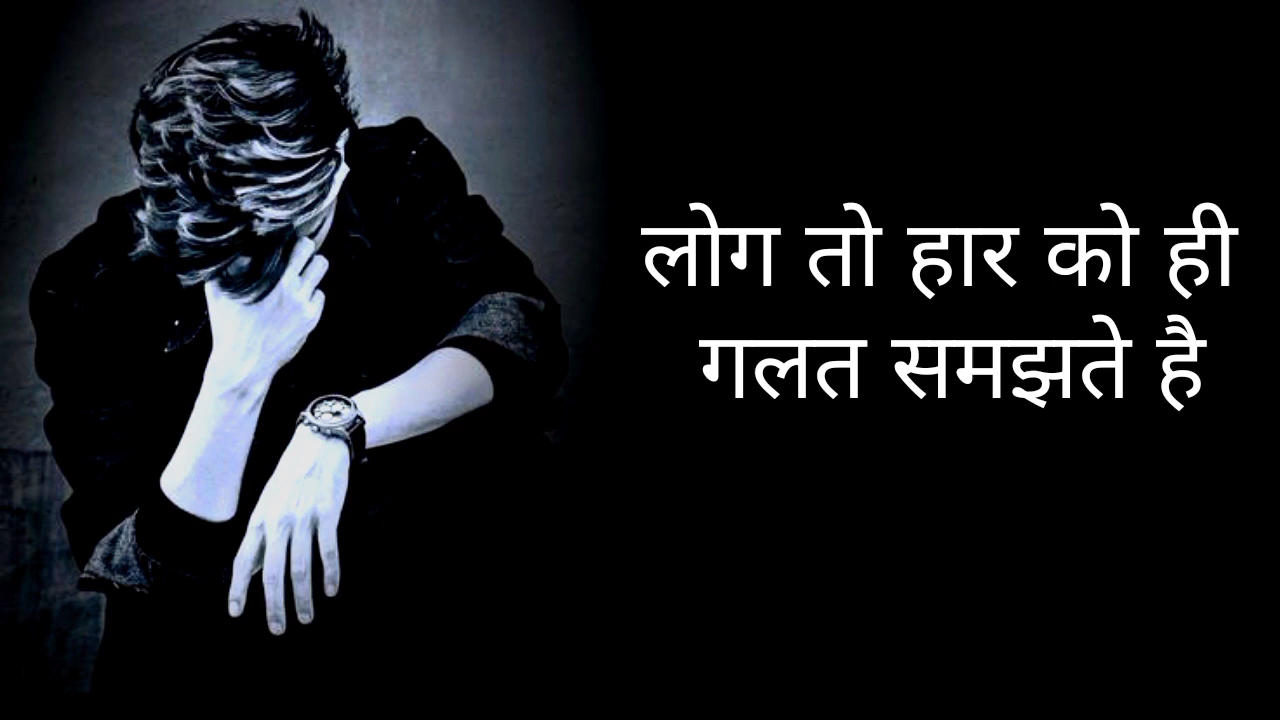 लोग तो हार को ही
गलत समझते है